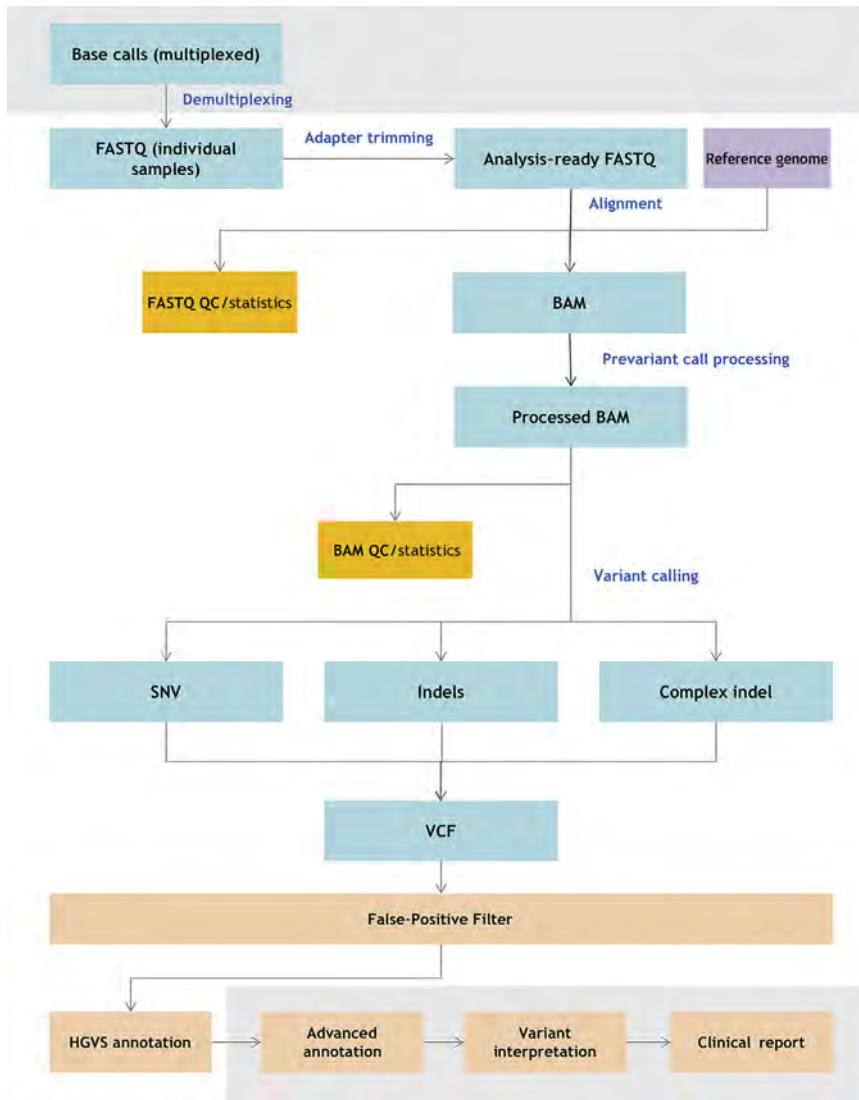 Base calls (multiplexed)
Demultiplexing
FASTQ (individual
samples)
Adapter trimming
Analysis-ready FASTQ
Reference genome
Alignment
FASTQ QC/statistics
BAM
Prevariant call processing
Processed BAM
BAM QC/statistics
Variant calling
SNV
Indels
Complex indel
VCF
False-Positive Filter
HGVS annotation
Advanced
annotation
Variant
interpretation
Clinical report